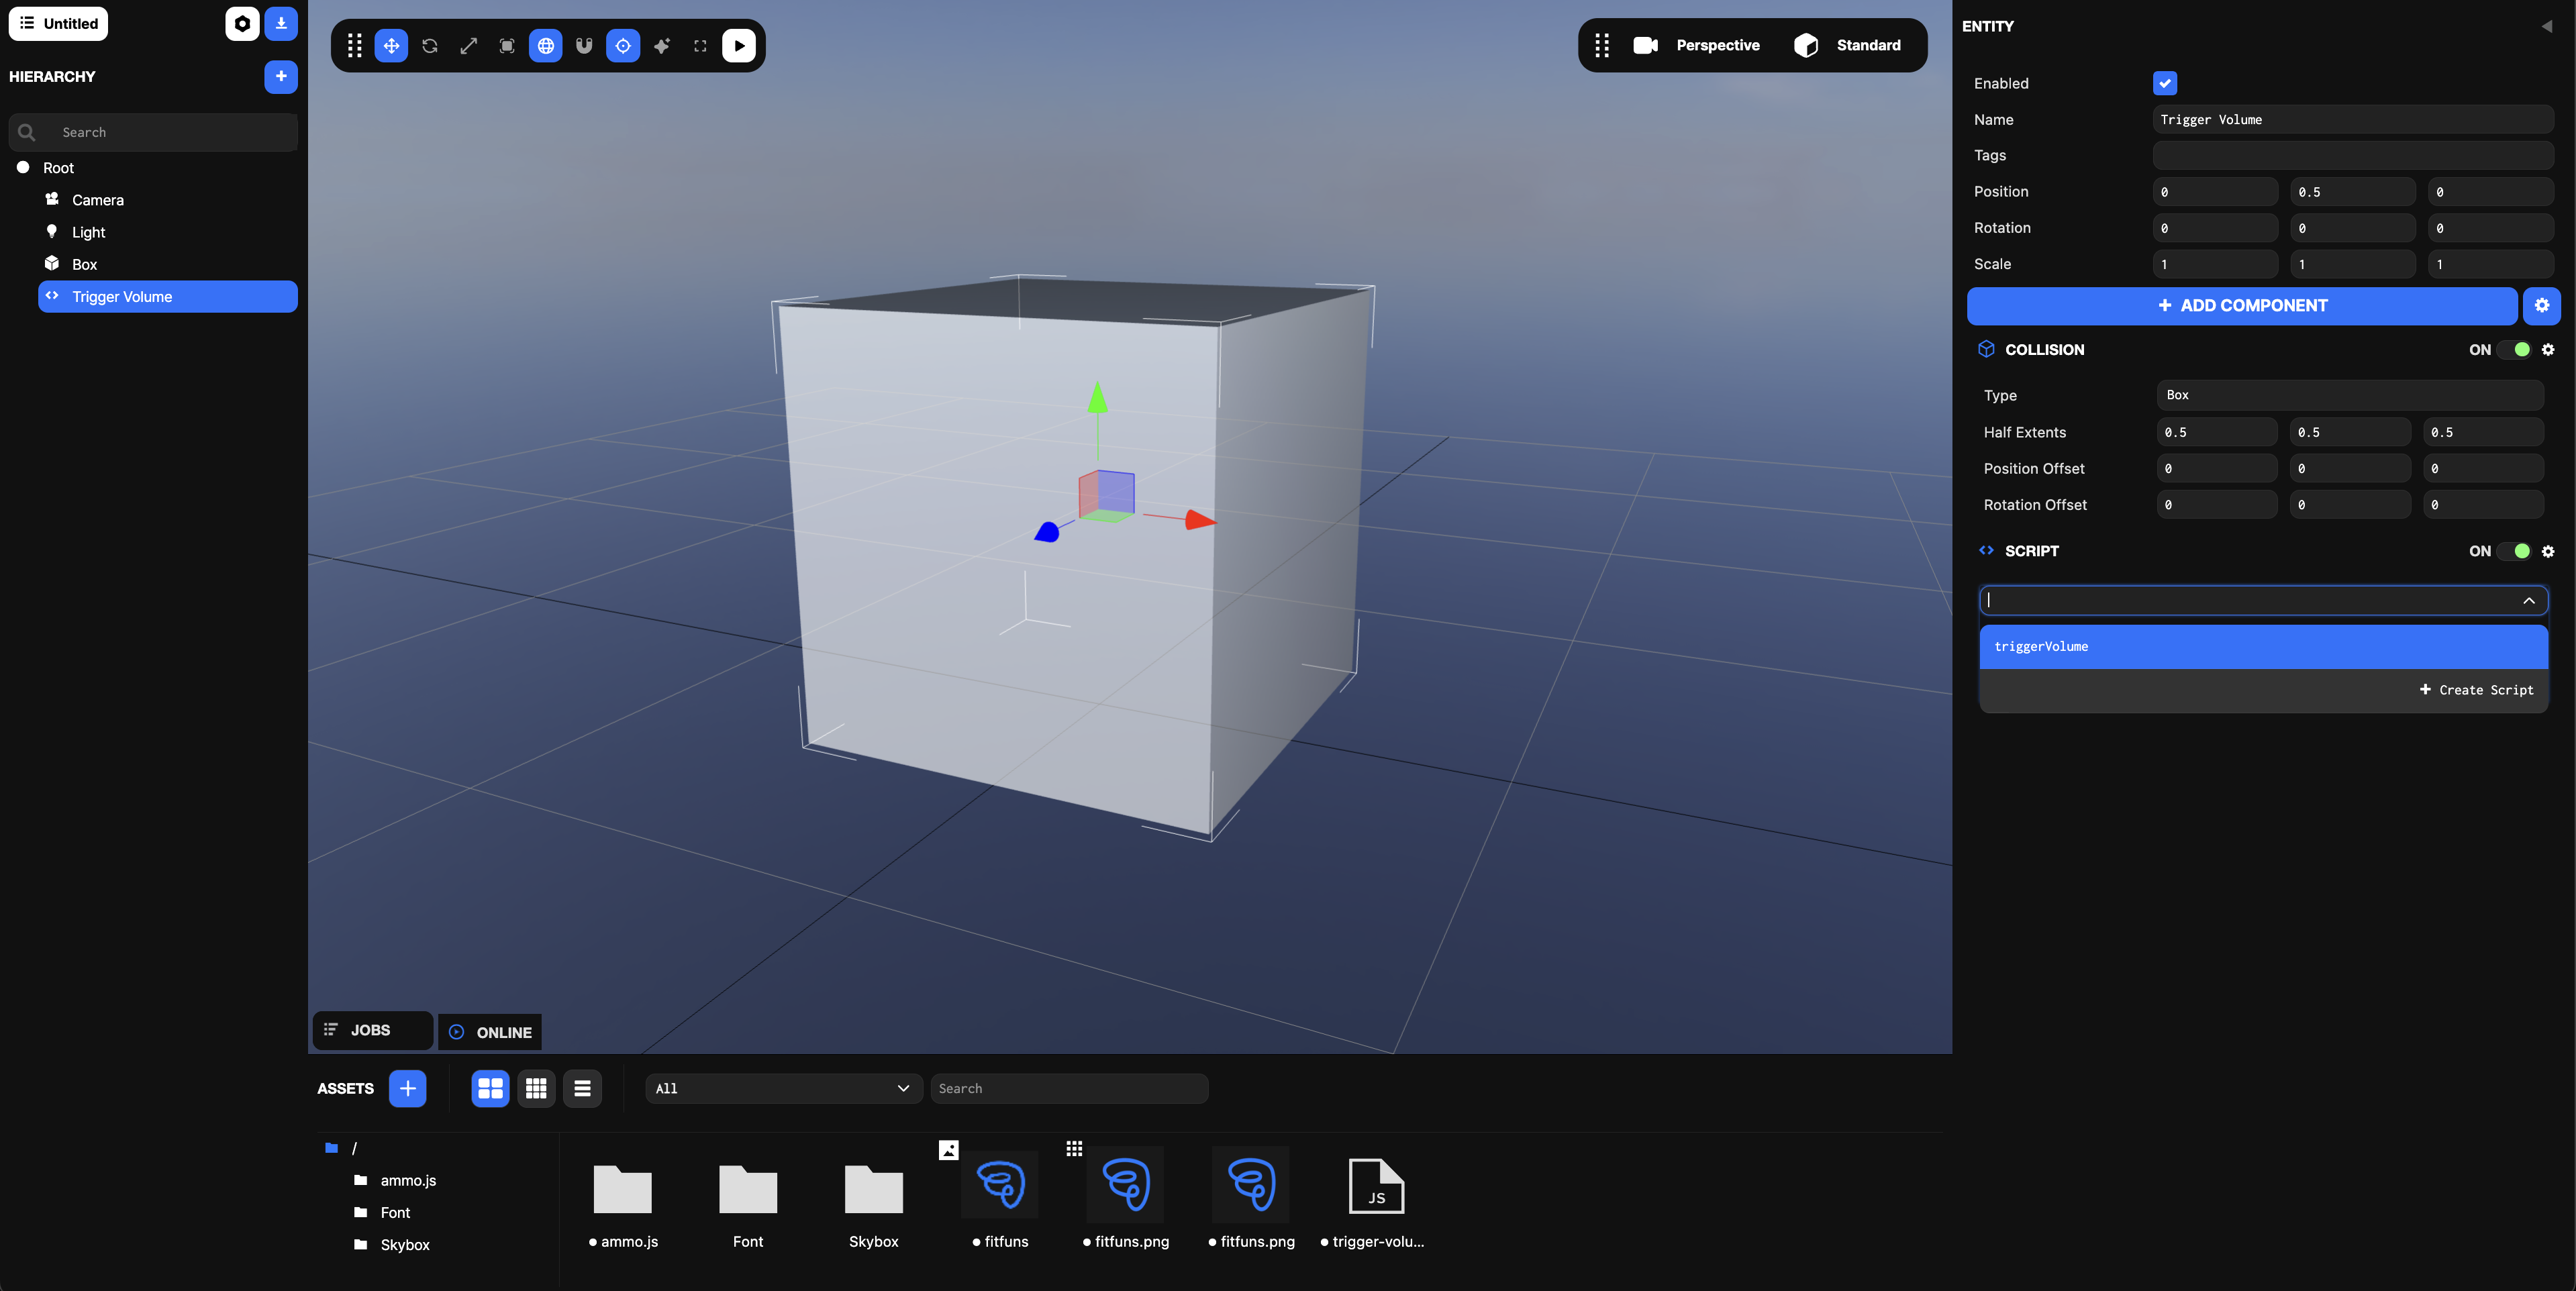 Untitled
HIERARCHY
Search
Root
Camera
Light
Box
Trigger Volume
Perspective
Standard
JOBS
ONLINE
ASSETS
All
Search
/
ammo.js
Font
Skybox
ammo.js
Font
Skybox
fitfuns
fitfuns.png
fitfuns.png
JS
trigger-volu...
ENTITY
Enabled
Name
Trigger Volume
Tags
Position
0
0.5
0
Rotation
0
0
0
Scale
1
1
1
ADD COMPONENT
COLLISION
ON
Type
Box
Half Extents
0.5
0.5
0.5
Position Offset
0
0
0
Rotation Offset
0
0
0
SCRIPT
ON
triggerVolume
Create Script